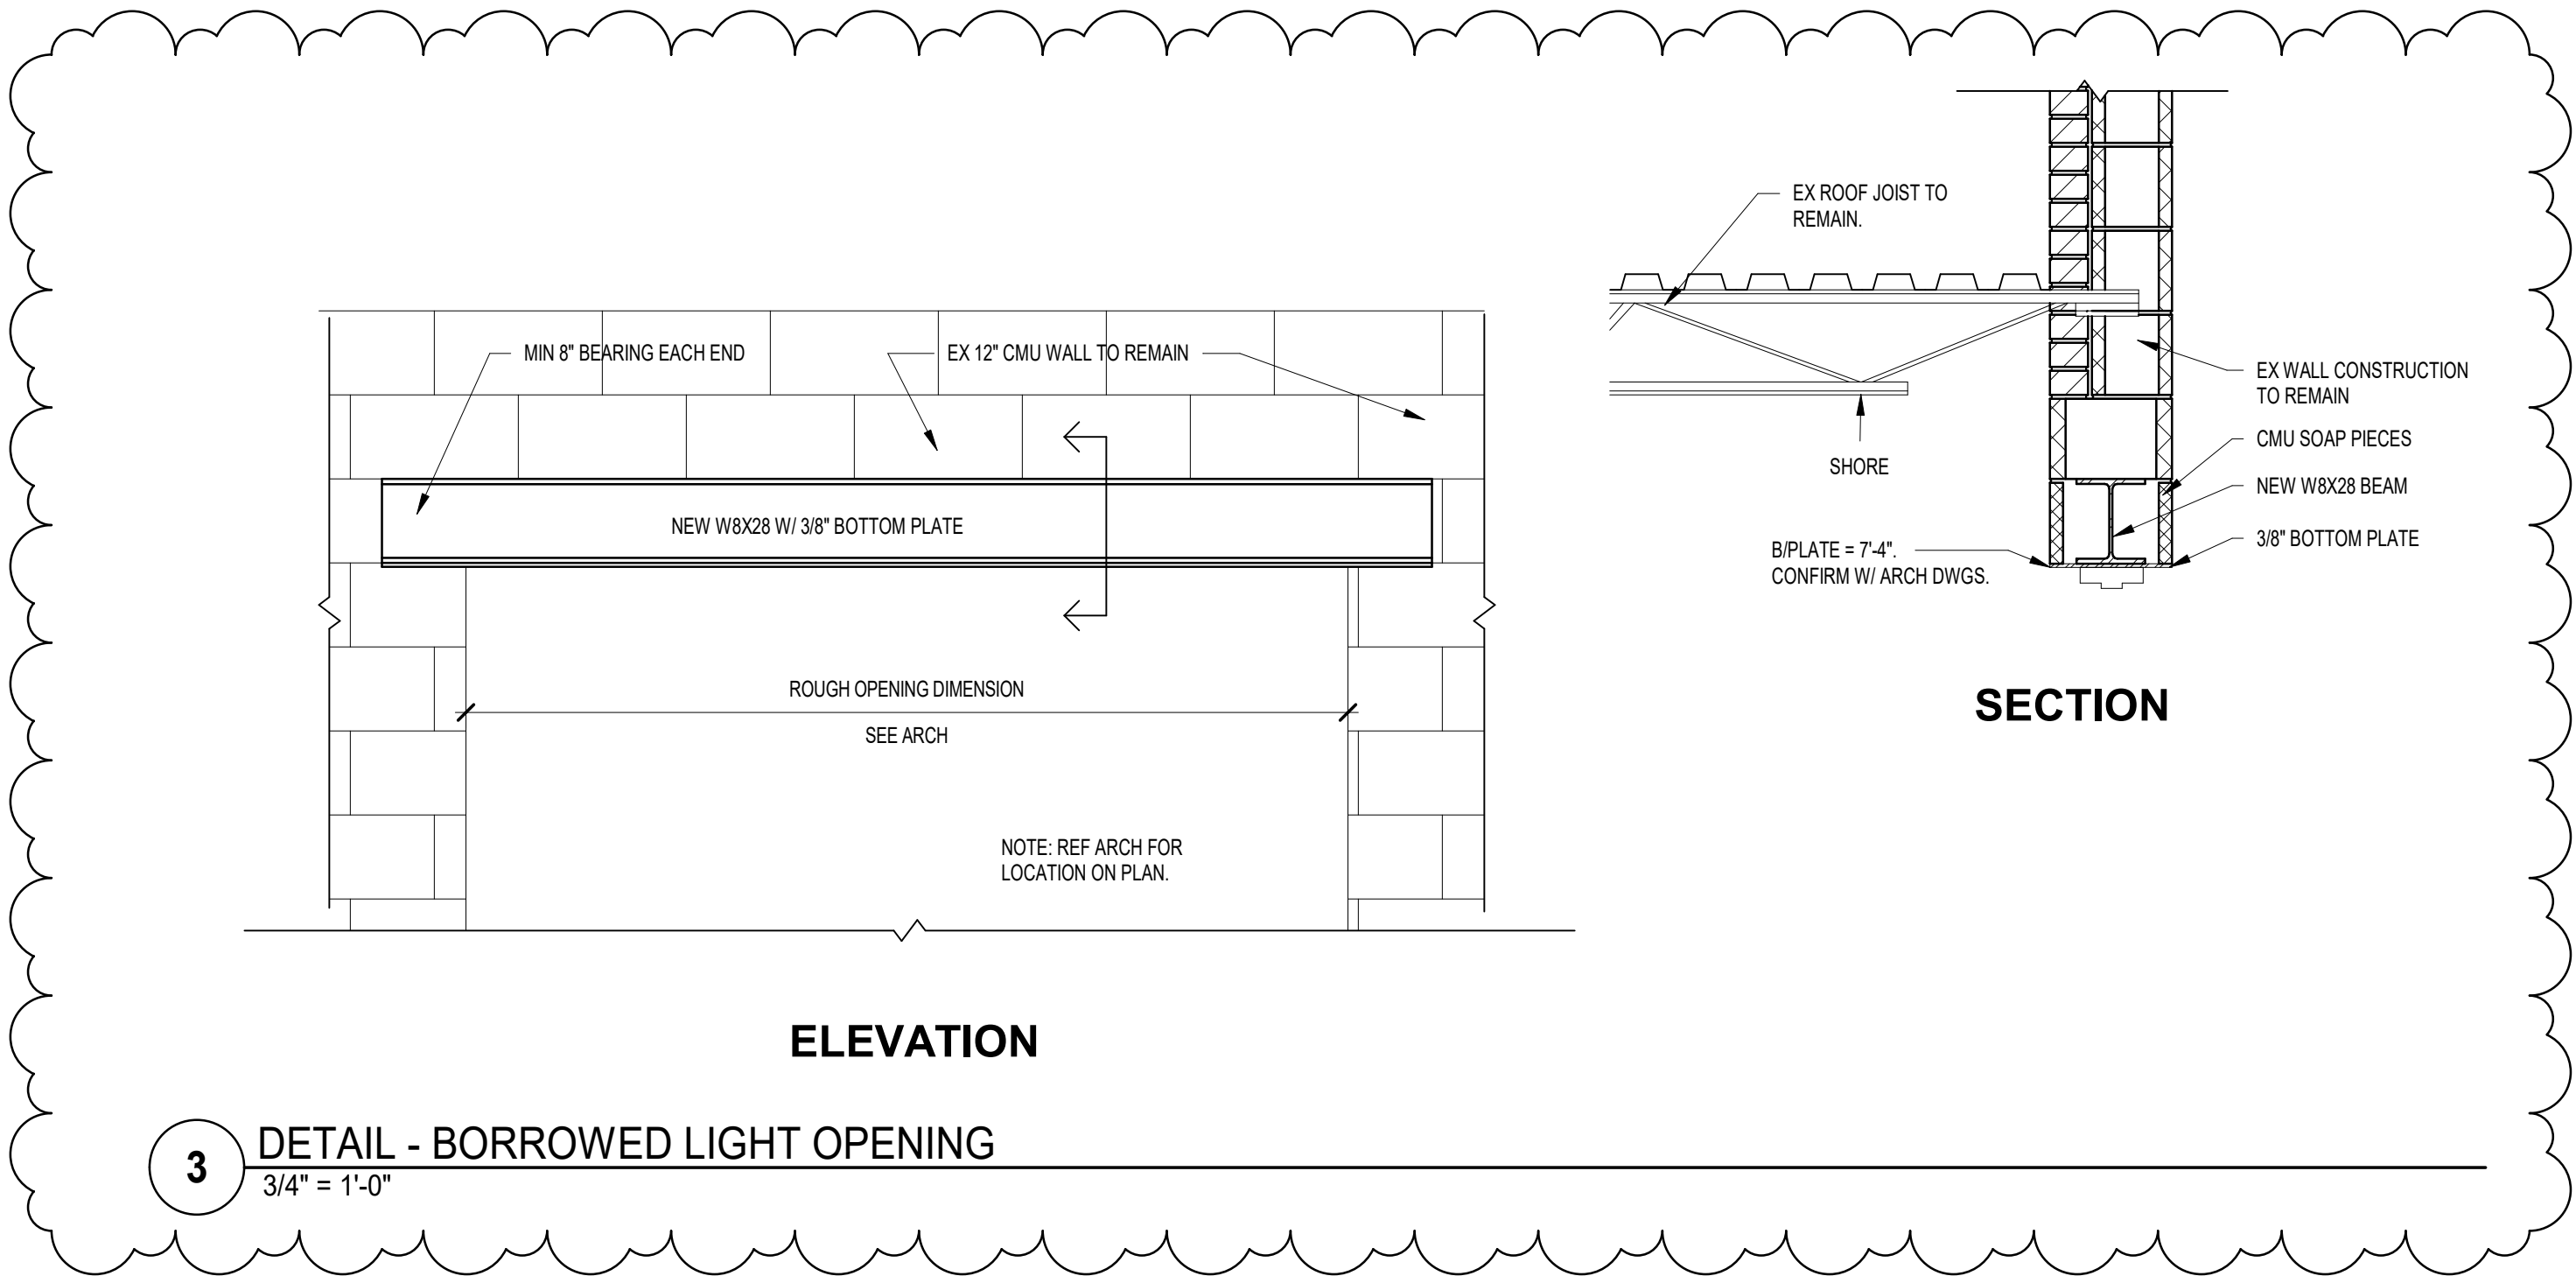 MIN 8" BEARING EACH END
EX 12" CMU WALL TO REMAIN
NEW W8X28 W/ 3/8" BOTTOM PLATE
ROUGH OPENING DIMENSION
SEE ARCH
NOTE: REF ARCH FOR
LOCATION ON PLAN.
ELEVATION
EX ROOF JOIST TO
REMAIN.
SHORE
EX WALL CONSTRUCTION
TO REMAIN
CMU SOAP PIECES
NEW W8X28 BEAM
3/8" BOTTOM PLATE
B/PLATE = 7'-4".
CONFIRM W/ ARCH DWGS.
SECTION
3
DETAIL - BORROWED LIGHT OPENING
3/4" = 1'-0"